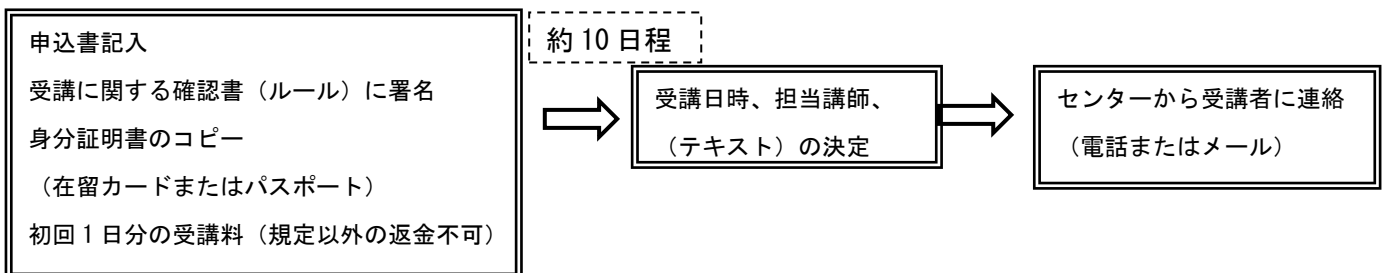 申込書記入
受講に関する確認書（ルール）に署名
身分証明書のコピー
（在留カードまたはパスポート）
初回1日分の受講料（規定以外の返金不可）
約10日程
受講日時、担当講師、
（テキスト）の決定
センターから受講者に連絡
（電話またはメール）